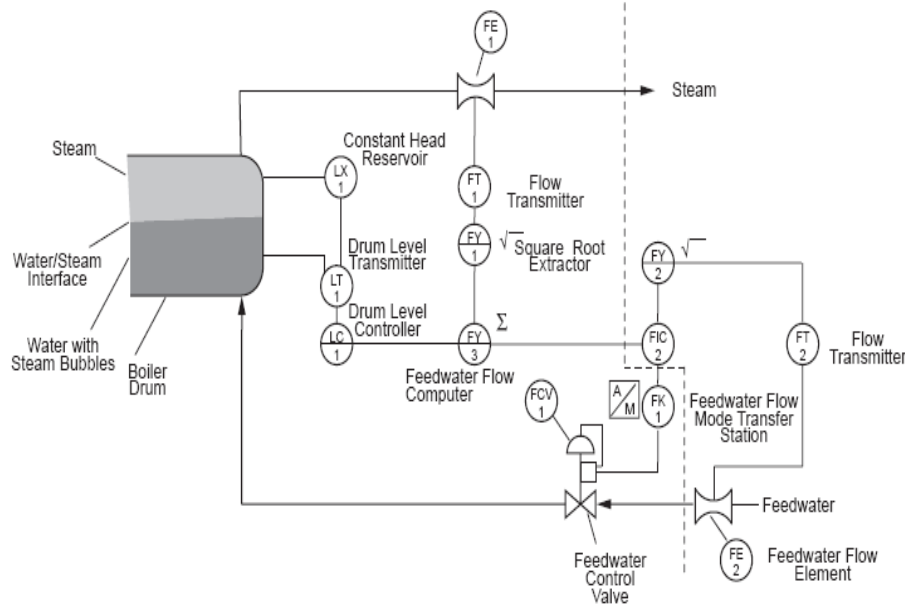 FE
1
Steam
Steam
Constant Head
Reservoir
LX
1
FT
1
Flow
Transmitter
FY
1
√
Square Root
Extractor
FY
2
√
Water/Steam
Interface
Drum Level
Transmitter
LT
1
Drum Level
Controller
Σ
Water with
Steam Bubbles
Boiler
Drum
LC
1
FY
3
FIC
2
FT
2
Flow
Transmitter
Feedwater Flow
Computer
FCV
1
A
M
FK
1
Feedwater Flow
Mode Transfer
Station
Feedwater
Feedwater
Control
Valve
FE
2
Feedwater Flow
Element